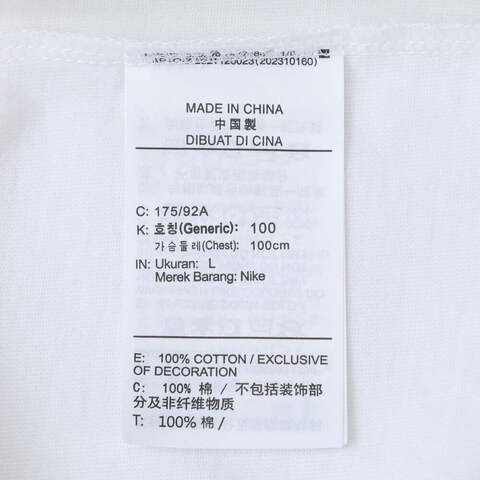 20023(202310160)
MADE IN CHINA
中国製
DIBUAT DI CINA
C: 175/92A
K: 호칭(Generic): 100
가슴둘레(Chest): 100cm
IN: Ukuran: L
Merek Barang: Nike
E: 100% COTTON / EXCLUSIVE
OF DECORATION
C: 100% 棉 / 不包括装饰部
分及非纤维物质
T: 100% 棉 /